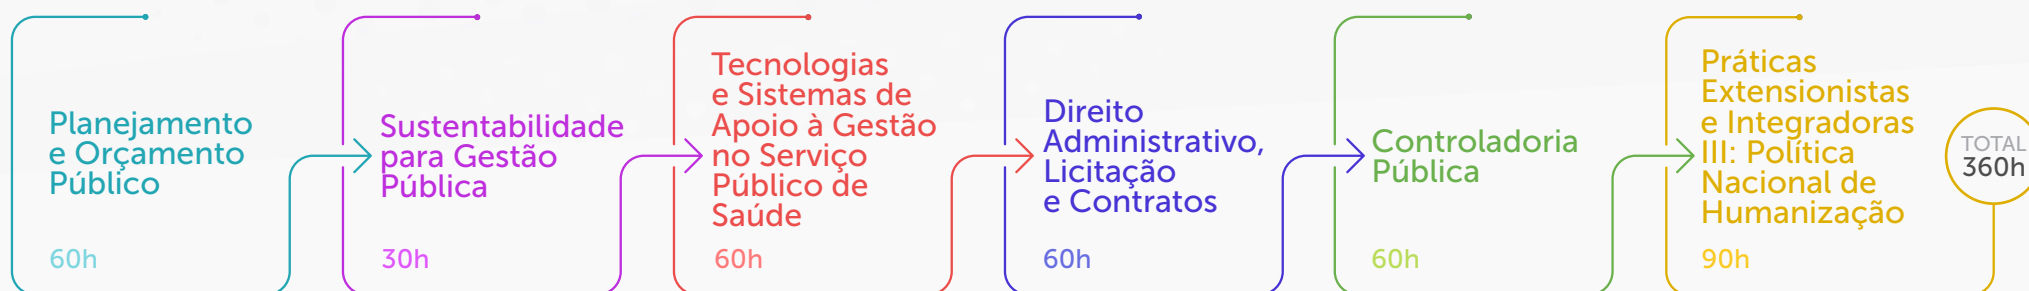 Planejamento
e Orçamento
Público
60h
Sustentabilidade
para Gestão
Pública
30h
Tecnologias
e Sistemas de
Apoio à Gestão
no Serviço
Público de
Saúde
60h
Direito
Administrativo,
Licitação
e Contratos
60h
Controladoria
Pública
60h
Práticas
Extensionistas
e Integradoras
III: Política
Nacional de
Humanização
90h
TOTAL
360h